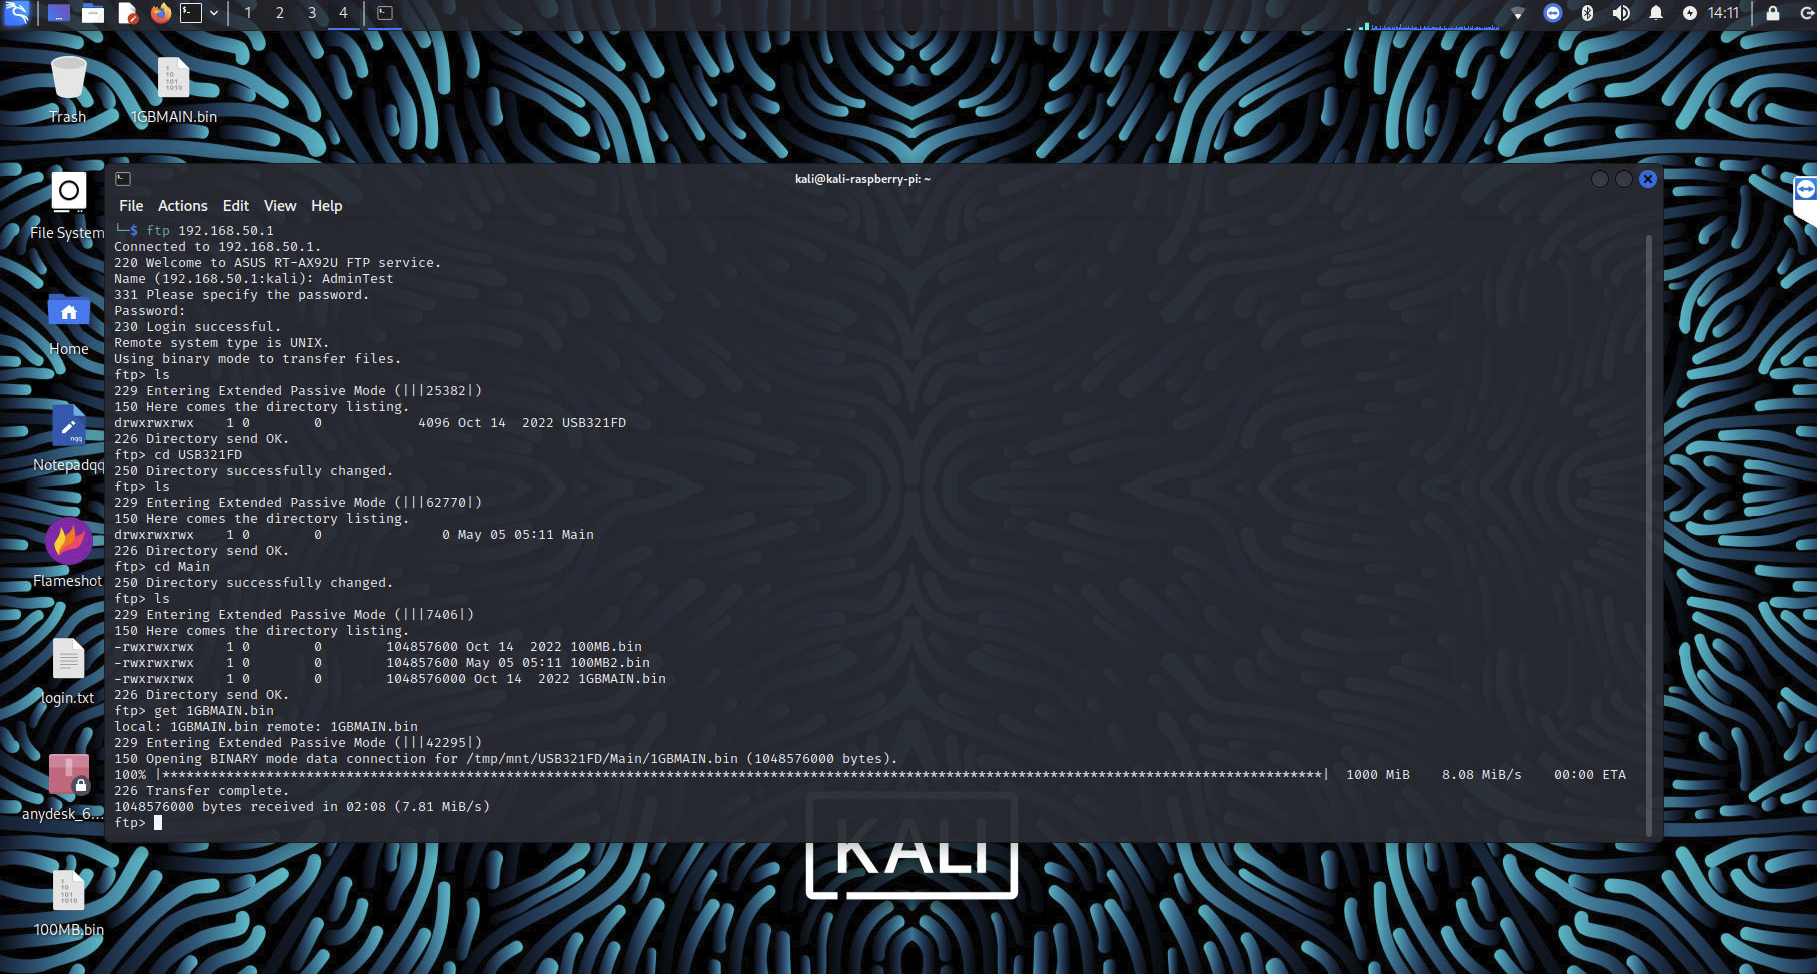 1 2 3 4
14:11
Trash
1GBMAIN.bin
File System
Home
Notepadqq
Flameshot
login.txt
anydesk_6...
100MB.bin
kali@kali-raspberry-pi: ~
File Actions Edit View Help
└─$ ftp 192.168.50.1
Connected to 192.168.50.1.
220 Welcome to ASUS RT-AX92U FTP service.
Name (192.168.50.1:kali): AdminTest
331 Please specify the password.
Password:
230 Login successful.
Remote system type is UNIX.
Using binary mode to transfer files.
ftp> ls
229 Entering Extended Passive Mode (|||25382|)
150 Here comes the directory listing.
drwxrwxrwx    1 0        0            4096 Oct 14  2022 USB321FD
226 Directory send OK.
ftp> cd USB321FD
250 Directory successfully changed.
ftp> ls
229 Entering Extended Passive Mode (|||62770|)
150 Here comes the directory listing.
drwxrwxrwx    1 0        0               0 May 05 05:11 Main
226 Directory send OK.
ftp> cd Main
250 Directory successfully changed.
ftp> ls
229 Entering Extended Passive Mode (|||7406|)
150 Here comes the directory listing.
-rwxrwxrwx    1 0        0        104857600 Oct 14  2022 100MB.bin
-rwxrwxrwx    1 0        0        104857600 May 05 05:11 100MB2.bin
-rwxrwxrwx    1 0        0        1048576000 Oct 14  2022 1GBMAIN.bin
226 Directory send OK.
ftp> get 1GBMAIN.bin
local: 1GBMAIN.bin remote: 1GBMAIN.bin
229 Entering Extended Passive Mode (|||42295|)
150 Opening BINARY mode data connection for /tmp/mnt/USB321FD/Main/1GBMAIN.bin (1048576000 bytes).
100% |*************************************************************************************************************************************************| 1000 MiB    8.08 MiB/s    00:00 ETA
226 Transfer complete.
1048576000 bytes received in 02:08 (7.81 MiB/s)
ftp>
KALI